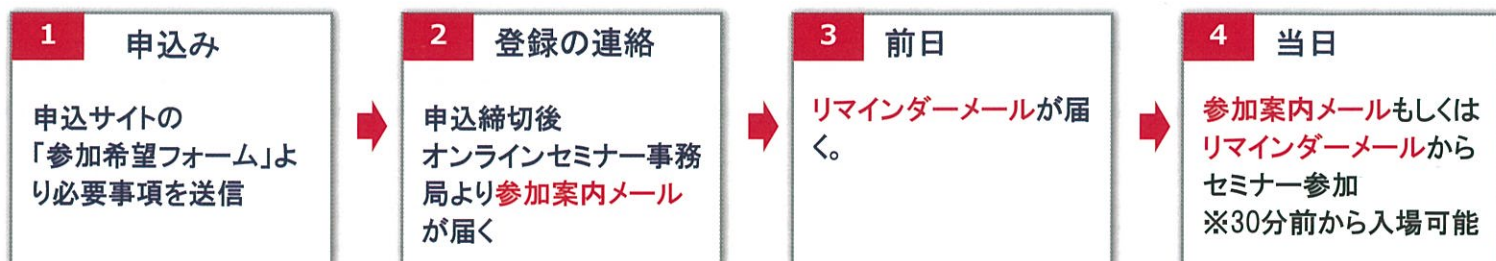 1 申込み
申込サイトの
「参加希望フォーム」よ
り必要事項を送信
2 登録の連絡
申込締切後
オンラインセミナー事務
局より参加案内メール
が届く
3 前日
リマインダーメールが届
く。
4 当日
参加案内メールもしくは
リマインダーメールから
セミナー参加
※30分前から入場可能